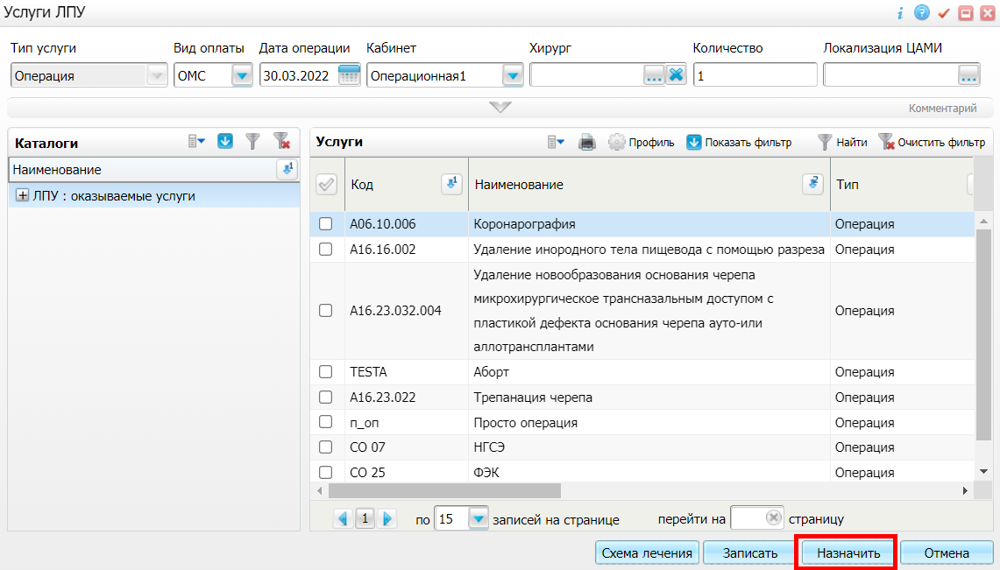 Услуги ЛПУ
Тип услуги Вид оплаты Дата операции Кабинет Хирург Количество Локализация ЦАМИ
Операция ОМС 30.03.2022 Операционная1 ... 1 ...
Комментарий
Каталоги
Наименование 1
ЛПУ : оказываемые услуги
Услуги Профиль Показать фильтр Найти Очистить фильтр
Код 1 Наименование 2 Тип
A06.10.006 Коронарография Операция
A16.16.002 Удаление инородного тела пищевода с помощью разреза Операция
Удаление новообразования основания черепа
микрохирургическое трансназальным доступом с
A16.23.032.004 Операция
пластикой дефекта основания черепа ауто-или
аллотрансплантами
TESTA Аборт Операция
A16.23.022 Трепанация черепа Операция
п_оп Просто операция Операция
СО 07 НГСЭ Операция
СО 25 ФЭК Операция
1 по 15 записей на странице перейти на страницу
Схема лечения Записать Назначить Отмена